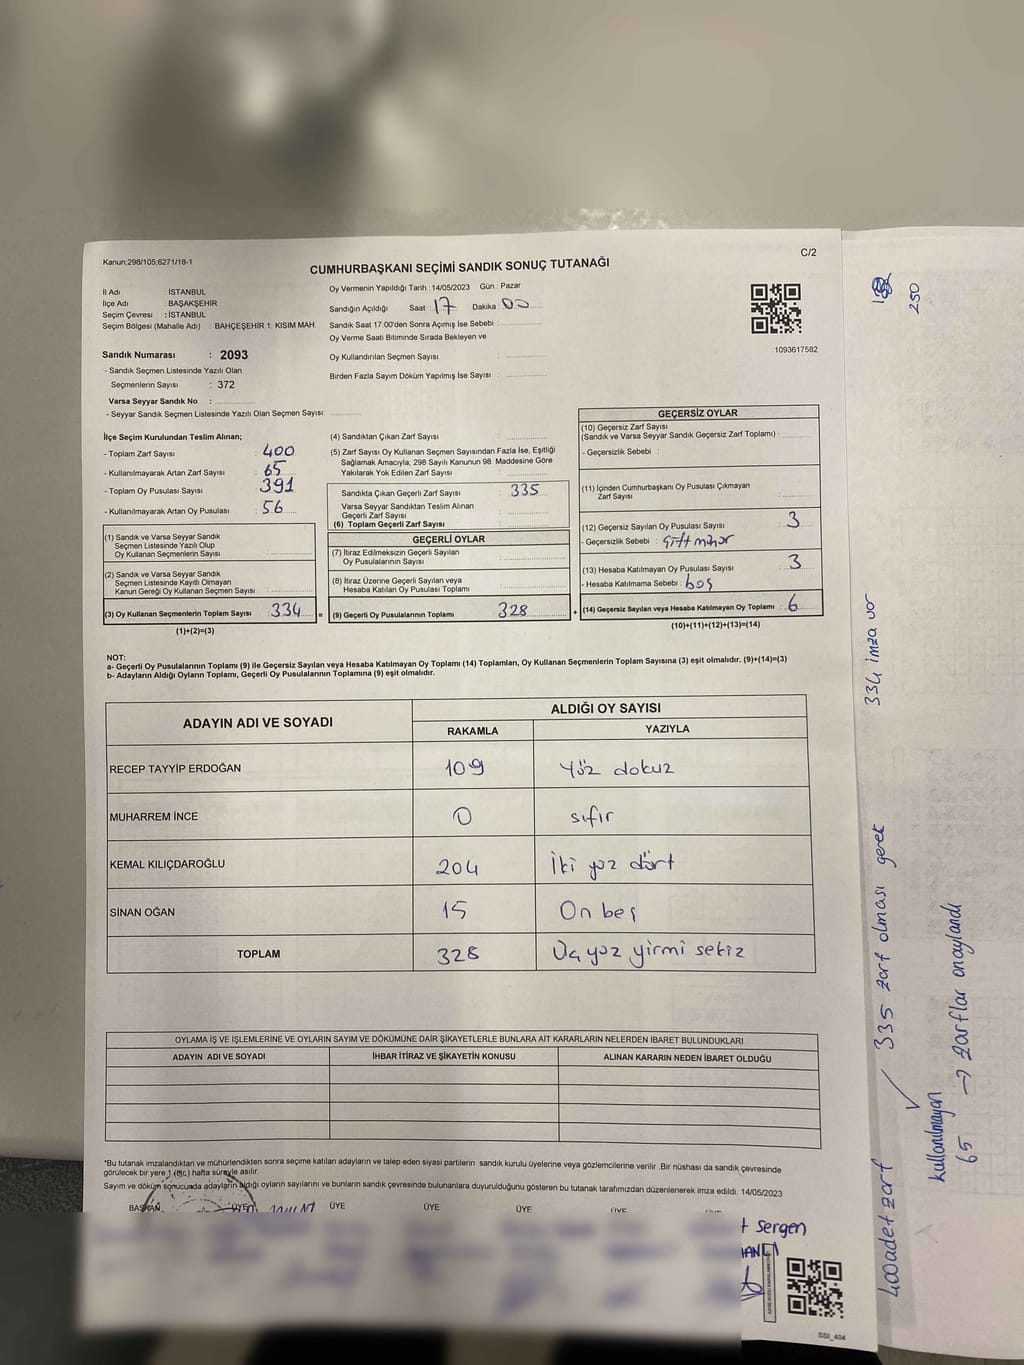 Kanun;298/105;6271/18-1
C/2
CUMHURBAŞKANI SEÇİMİ SANDIK SONUÇ TUTANAĞI
İl Adı : İSTANBUL
İlçe Adı : BAŞAKŞEHİR
Seçim Çevresi : İSTANBUL
Seçim Bölgesi (Mahalle Adı) : BAHÇEŞEHİR 1. KISIM MAH.
Sandık Numarası : 2093
- Sandık Seçmen Listesinde Yazılı Olan
Seçmenlerin Sayısı : 372
Varsa Seyyar Sandık No :
- Seyyar Sandık Seçmen Listesinde Yazılı Olan Seçmen Sayısı:
Oy Vermenin Yapıldığı Tarih : 14/05/2023 Gün : Pazar
Sandığın Açıldığı Saat : 17 Dakika : 00
Sandık Saat 17.00'den Sonra Açımış İse Sebebi :
Oy Verme Saati Bitiminde Sırada Bekleyen ve
Oy Kullandırılan Seçmen Sayısı :
Birden Fazla Sayım Döküm Yapılmış İse Sayısı :
1093617582
İlçe Seçim Kurulundan Teslim Alınan;
- Toplam Zarf Sayısı : 400
- Kullanılmayarak Artan Zarf Sayısı : 65
- Toplam Oy Pusulası Sayısı : 391
- Kullanılmayarak Artan Oy Pusulası : 56
(1) Sandık ve Varsa Seyyar Sandık
Seçmen Listesinde Yazılı Olup
Oy Kullanan Seçmenlerin Sayısı :
(2) Sandık ve Varsa Seyyar Sandık
Seçmen Listesinde Kayıtlı Olmayan
Kanun Gereği Oy Kullanan Seçmen Sayısı :
(3) Oy Kullanan Seçmenlerin Toplam Sayısı : 334
(1)+(2)=(3)
(4) Sandıktan Çıkan Zarf Sayısı :
(5) Zarf Sayısı Oy Kullanan Seçmen Sayısından Fazla İse, Eşitliği
Sağlamak Amacıyla; 298 Sayılı Kanunun 98. Maddesine Göre
Yakılarak Yok Edilen Zarf Sayısı :
Sandıkta Çıkan Geçerli Zarf Sayısı : 335
Varsa Seyyar Sandıktan Teslim Alınan
Geçerli Zarf Sayısı :
(6) Toplam Geçerli Zarf Sayısı :
GEÇERLİ OYLAR
(7) İtiraz Edilmeksizin Geçerli Sayılan
Oy Pusulalarının Sayısı :
(8) İtiraz Üzerine Geçerli Sayılan veya
Hesaba Katılan Oy Pusulası Toplamı :
= (9) Geçerli Oy Pusulalarının Toplamı : 328
GEÇERSİZ OYLAR
(10) Geçersiz Zarf Sayısı
(Sandık ve Varsa Seyyar Sandık Geçersiz Zarf Toplamı) :
- Geçersizlik Sebebi :
(11) İçinden Cumhurbaşkanı Oy Pusulası Çıkmayan
Zarf Sayısı :
(12) Geçersiz Sayılan Oy Pusulası Sayısı : 3
- Geçersizlik Sebebi : Çift mühür
(13) Hesaba Katılmayan Oy Pusulası Sayısı : 3
- Hesaba Katılmama Sebebi : boş
+ (14) Geçersiz Sayılan veya Hesaba Katılmayan Oy Toplamı : 6
(10)+(11)+(12)+(13)=(14)
NOT:
a- Geçerli Oy Pusulalarının Toplamı (9) ile Geçersiz Sayılan veya Hesaba Katılmayan Oy Toplamı (14) Toplamları, Oy Kullanan Seçmenlerin Toplam Sayısına (3) eşit olmalıdır. (9)+(14)=(3)
b- Adayların Aldığı Oyların Toplamı, Geçerli Oy Pusulalarının Toplamına (9) eşit olmalıdır.
ADAYIN ADI VE SOYADI ALDIĞI OY SAYISI
RAKAMLA YAZIYLA
RECEP TAYYİP ERDOĞAN 109 Yüz dokuz
MUHARREM İNCE 0 sıfır
KEMAL KILIÇDAROĞLU 204 İki yüz dört
SİNAN OĞAN 15 On beş
TOPLAM 328 Üç yüz yirmi sekiz
OYLAMA İŞ VE İŞLEMLERİNE VE OYLARIN SAYIM VE DÖKÜMÜNE DAİR ŞİKAYETLERLE BUNLARA AİT KARARLARIN NELERDEN İBARET BULUNDUKLARI
ADAYIN ADI VE SOYADI İHBAR İTİRAZ VE ŞİKAYETİN KONUSU ALINAN KARARIN NEDEN İBARET OLDUĞU
*Bu tutanak imzalandıktan ve mühürlendikten sonra seçime katılan adayların ve talep eden siyasi partilerin sandık kurulu üyelerine veya gözlemcilerine verilir .Bir nüshası da sandık çevresinde
görülecek bir yere 1 (Bir) hafta süreyle asılır.
Sayım ve döküm sonucunda adayların aldığı oyların sayılarını ve bunların sandık çevresinde bulunanlara duyurulduğunu gösteren bu tutanak tarafımızdan düzenlenerek imza edildi. 14/05/2023
BAŞKAN ÜYE ÜYE ÜYE ÜYE ÜYE
t sergen
SSI_404
250
334 imza var
400 adet zarf / 335 zarf olması gerek
kullanılmayan
65 → zarflar onaylandı